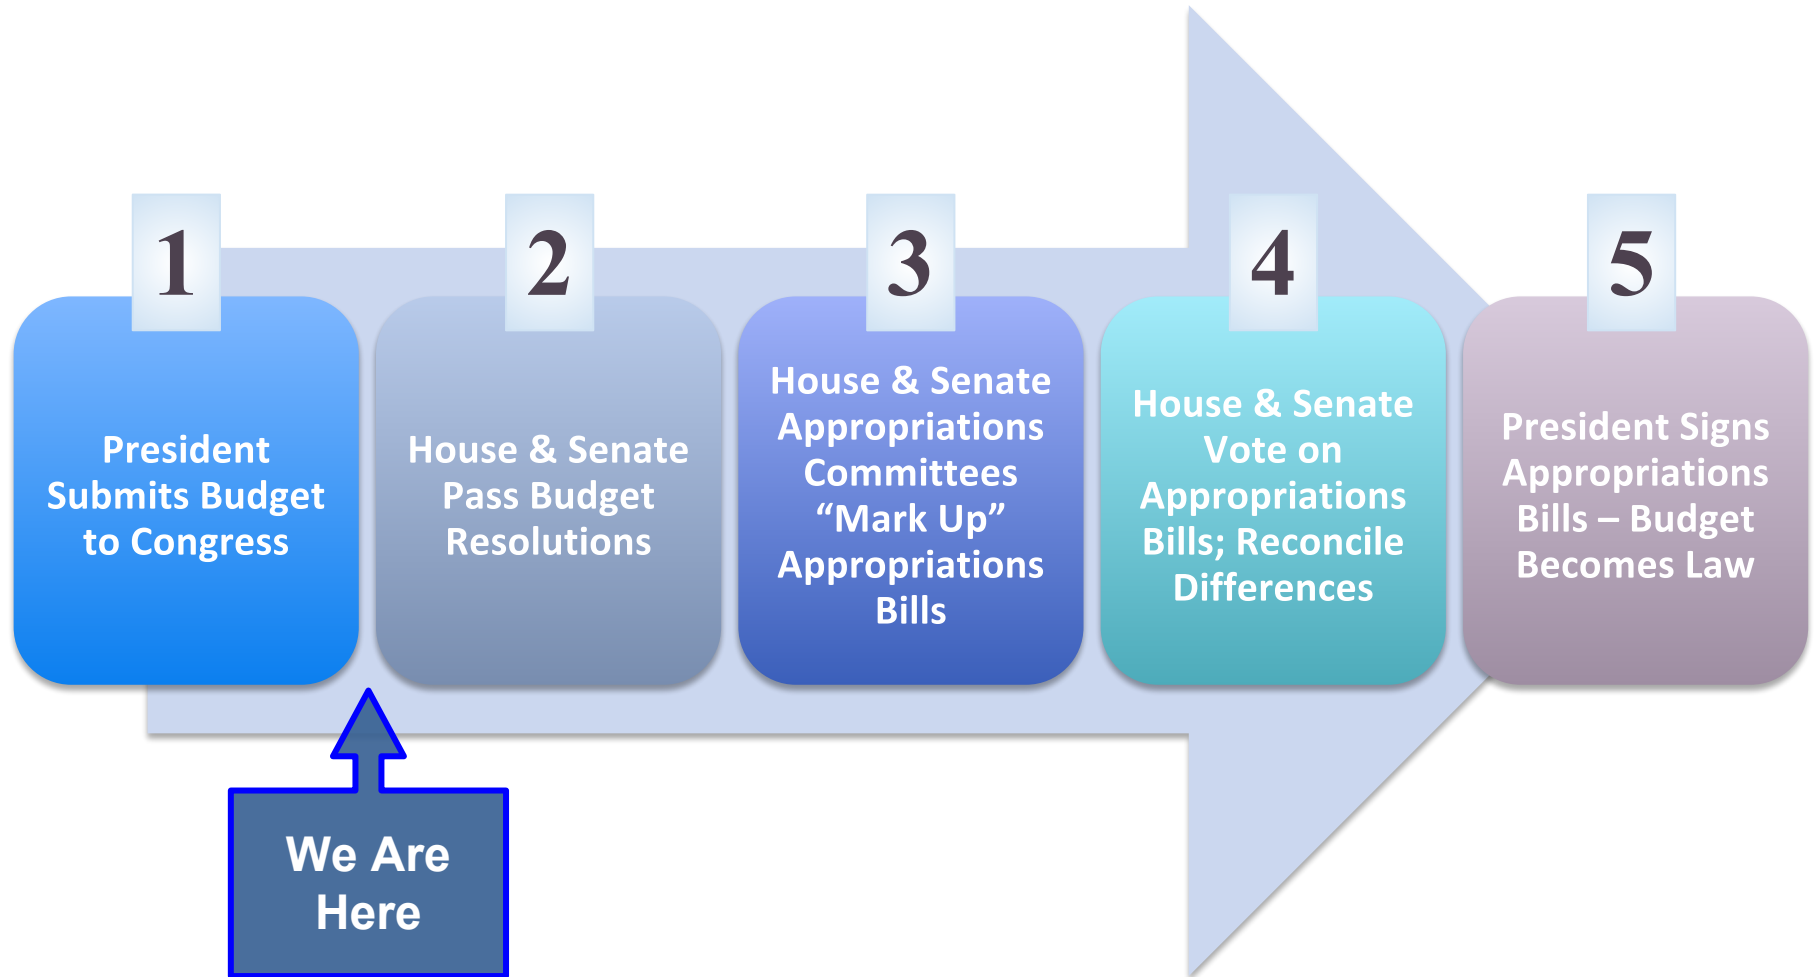 1
President
Submits Budget
to Congress
2
House & Senate
Pass Budget
Resolutions
3
House & Senate
Appropriations
Committees
“Mark Up”
Appropriations
Bills
4
House & Senate
Vote on
Appropriations
Bills; Reconcile
Differences
5
President Signs
Appropriations
Bills – Budget
Becomes Law
We Are
Here